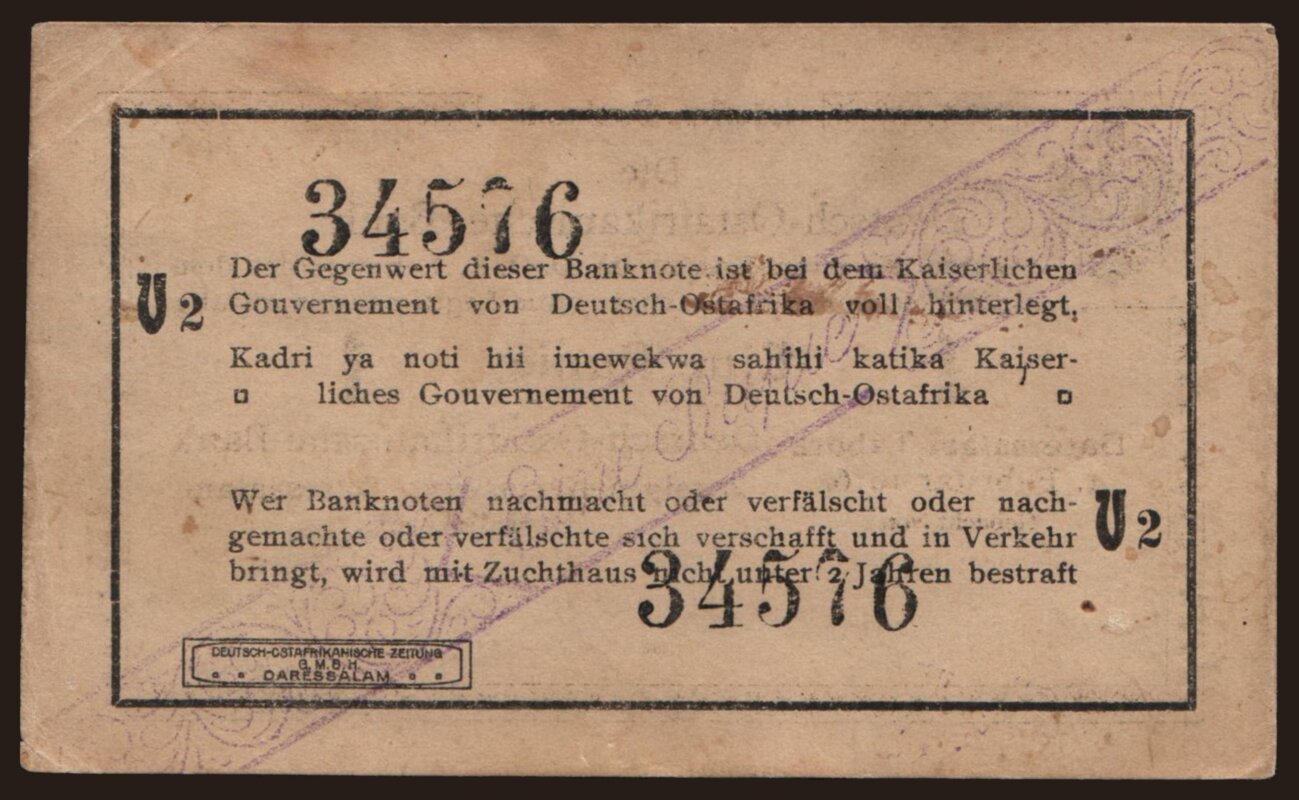 34576
Der Gegenwert dieser Banknote ist bei dem Kaiserlichen
U2
Gouvernement von Deutsch-Ostafrika voll hinterlegt.
Kadri ya noti hii imewekwa sahihi katika Kaiser-
liches Gouvernement von Deutsch-Ostafrika
Wer Banknoten nachmacht oder verfälscht oder nach-
gemachte oder verfälschte sich verschafft und in Verkehr
U2
bringt, wird mit Zuchthaus nicht unter 2 Jahren bestraft
34576
DEUTSCH-OSTAFRIKANISCHE ZEITUNG
G.M.B.H.
DARESSALAM